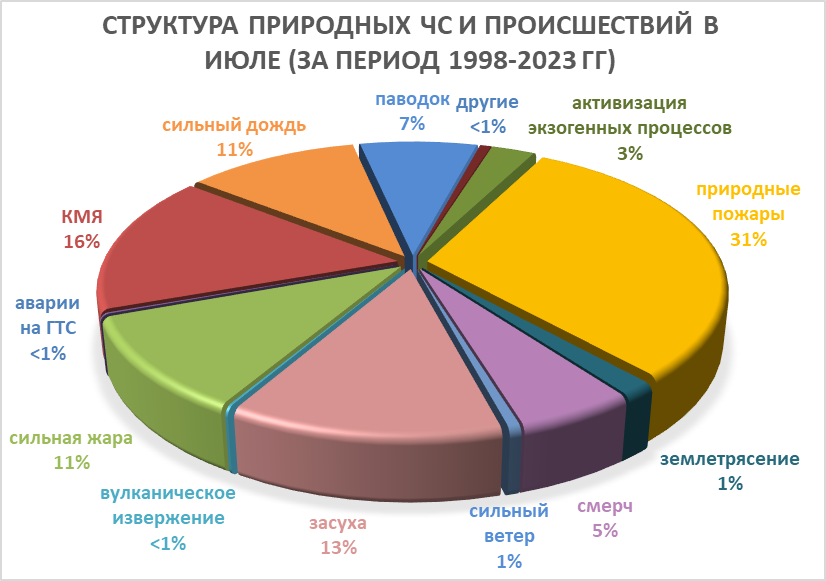 СТРУКТУРА ПРИРОДНЫХ ЧС И ПРОИСШЕСТВИЙ В
ИЮЛЕ (ЗА ПЕРИОД 1998-2023 ГГ)
паводок
7%
другие
<1%
активизация
экзогенных процессов
3%
сильный дождь
11%
природные
пожары
31%
КМЯ
16%
аварии
на ГТС
<1%
сильная жара
11%
землетрясение
1%
вулканическое
извержение
<1%
засуха
13%
сильный
ветер
1%
смерч
5%